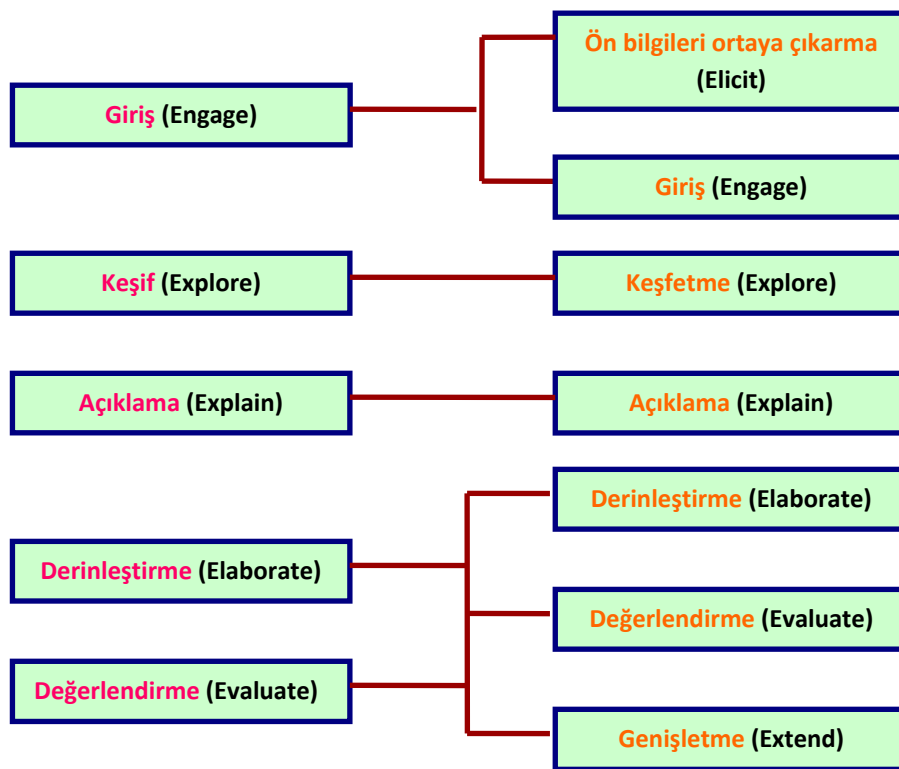 Ön bilgileri ortaya çıkarma
(Elicit)
Giriş (Engage)
Giriş (Engage)
Keşif (Explore)
Keşfetme (Explore)
Açıklama (Explain)
Açıklama (Explain)
Derinleştirme (Elaborate)
Derinleştirme (Elaborate)
Değerlendirme (Evaluate)
Değerlendirme (Evaluate)
Genişletme (Extend)